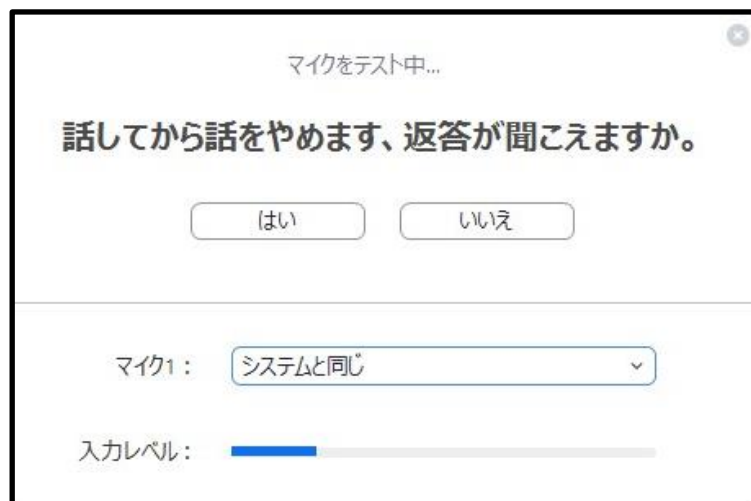 マイクをテスト中...
話してから話をやめます、返答が聞こえますか。
はい いいえ
マイク1： システムと同じ
入力レベル：